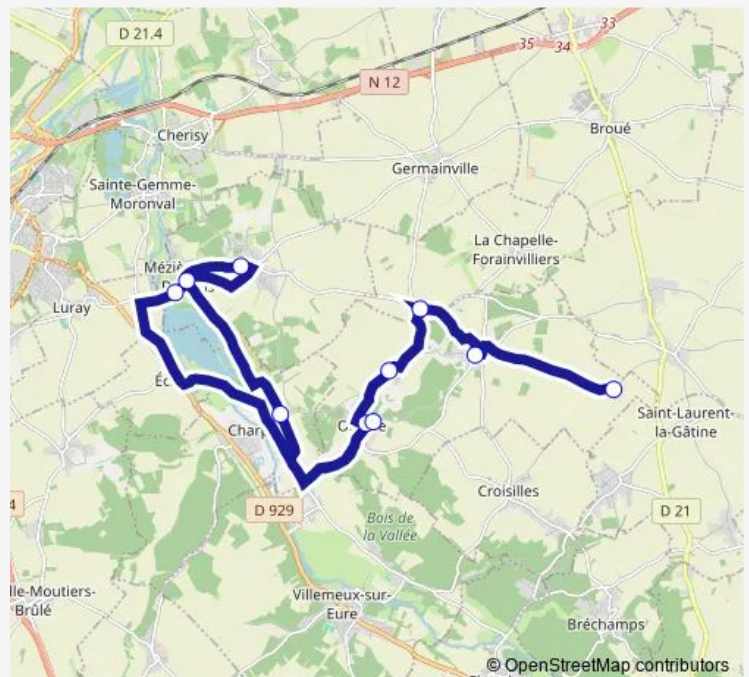 D 21.4
33
34
35
N 12
Cherisy
Broué
Germainville
Sainte-Gemme-
Moronval
La Chapelle-
Forainvilliers
Luray
Saint-Laurent-
la-Gâtine
Croisilles
D 929
D 21
Bois de
la Vallée
Villemeux-sur-
Eure
Brûlé
Bréchamps
© OpenStreetMap contributors